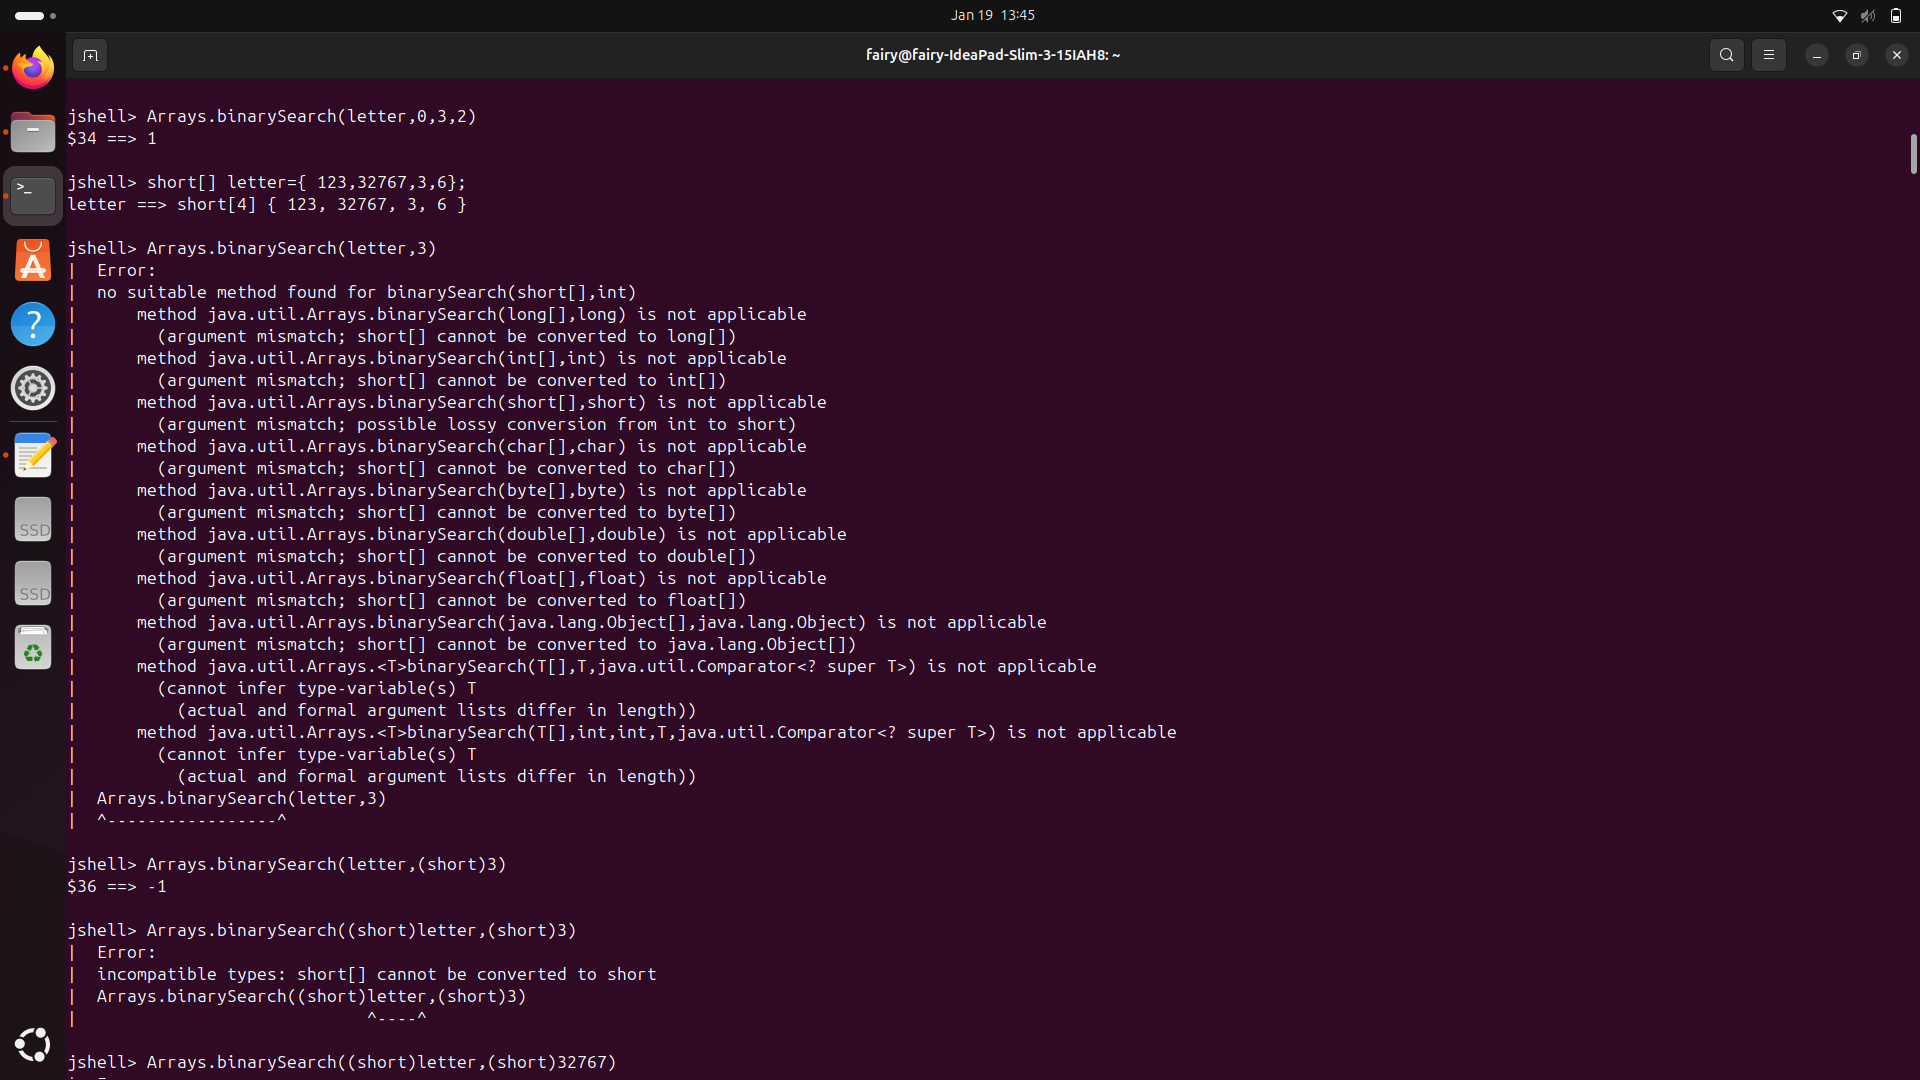 Jan 19 13:45
fairy@fairy-IdeaPad-Slim-3-15IAH8: ~
jshell> Arrays.binarySearch(letter,0,3,2)
$34 ==> 1
jshell> short[] letter={ 123,32767,3,6};
letter ==> short[4] { 123, 32767, 3, 6 }
jshell> Arrays.binarySearch(letter,3)
|  Error:
|  no suitable method found for binarySearch(short[],int)
|      method java.util.Arrays.binarySearch(long[],long) is not applicable
|        (argument mismatch; short[] cannot be converted to long[])
|      method java.util.Arrays.binarySearch(int[],int) is not applicable
|        (argument mismatch; short[] cannot be converted to int[])
|      method java.util.Arrays.binarySearch(short[],short) is not applicable
|        (argument mismatch; possible lossy conversion from int to short)
|      method java.util.Arrays.binarySearch(char[],char) is not applicable
|        (argument mismatch; short[] cannot be converted to char[])
|      method java.util.Arrays.binarySearch(byte[],byte) is not applicable
|        (argument mismatch; short[] cannot be converted to byte[])
|      method java.util.Arrays.binarySearch(double[],double) is not applicable
|        (argument mismatch; short[] cannot be converted to double[])
|      method java.util.Arrays.binarySearch(float[],float) is not applicable
|        (argument mismatch; short[] cannot be converted to float[])
|      method java.util.Arrays.binarySearch(java.lang.Object[],java.lang.Object) is not applicable
|        (argument mismatch; short[] cannot be converted to java.lang.Object[])
|      method java.util.Arrays.<T>binarySearch(T[],T,java.util.Comparator<? super T>) is not applicable
|        (cannot infer type-variable(s) T
|          (actual and formal argument lists differ in length))
|      method java.util.Arrays.<T>binarySearch(T[],int,int,T,java.util.Comparator<? super T>) is not applicable
|        (cannot infer type-variable(s) T
|          (actual and formal argument lists differ in length))
|  Arrays.binarySearch(letter,3)
|  ^-----------------^
jshell> Arrays.binarySearch(letter,(short)3)
$36 ==> -1
jshell> Arrays.binarySearch((short)letter,(short)3)
|  Error:
|  incompatible types: short[] cannot be converted to short
|  Arrays.binarySearch((short)letter,(short)3)
|                             ^----^
jshell> Arrays.binarySearch((short)letter,(short)32767)
SSD
SSD